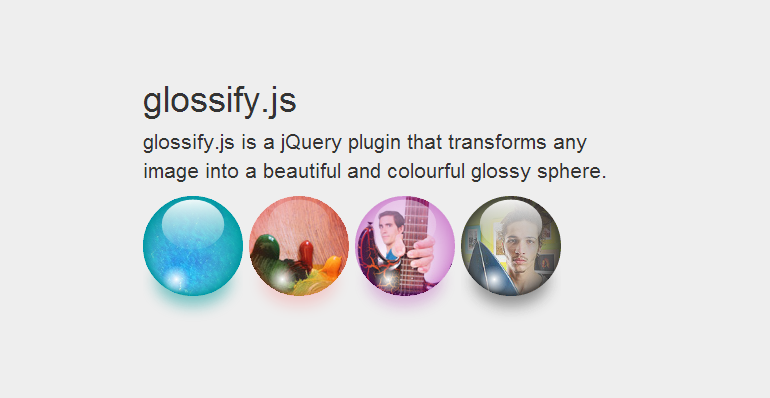 glossify.js
glossify.js is a jQuery plugin that transforms any
image into a beautiful and colourful glossy sphere.